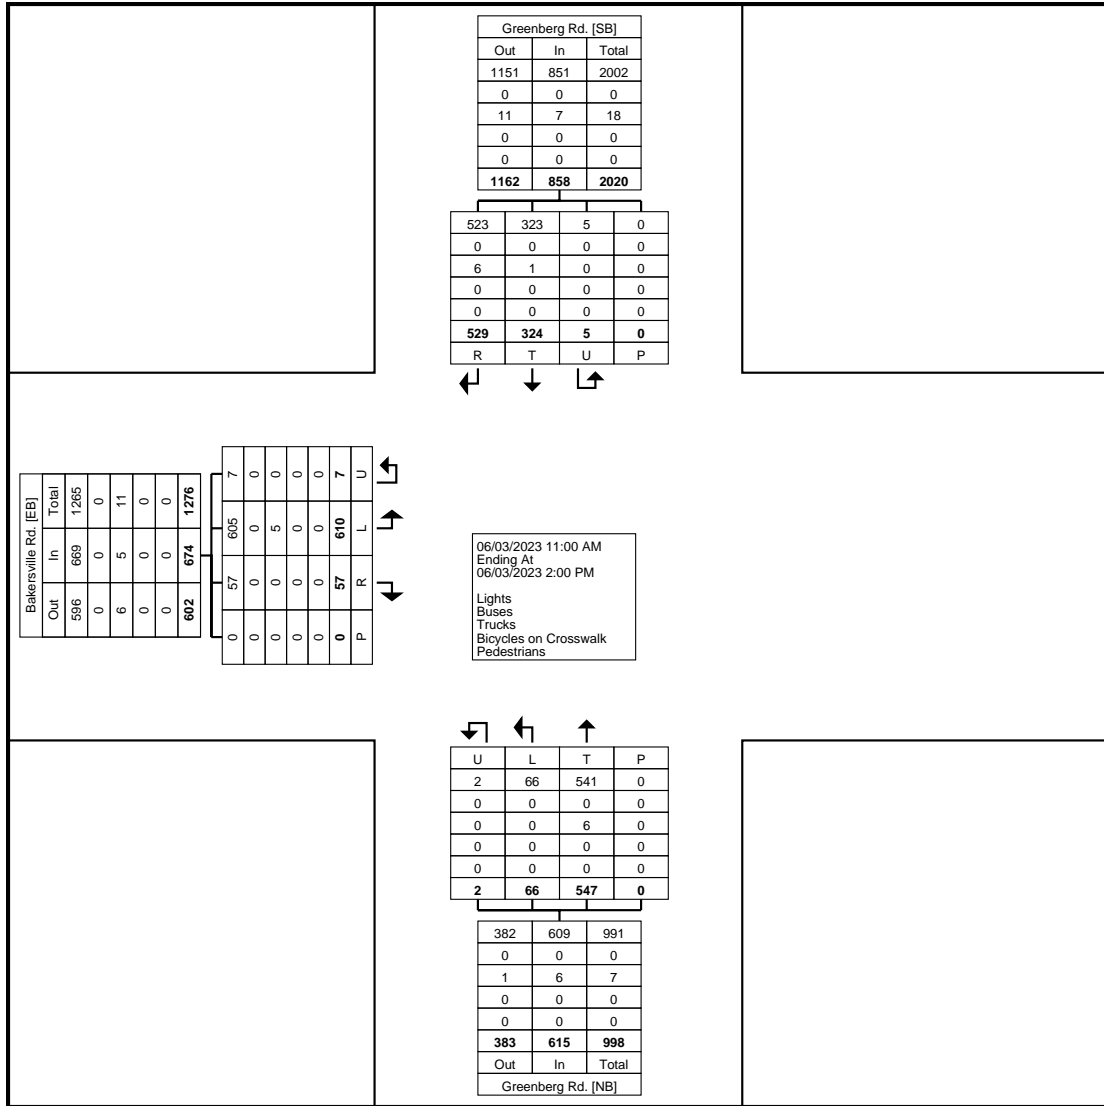 Greenberg Rd. [SB]
Out In Total
1151 851 2002
0 0 0
11 7 18
0 0 0
0 0 0
1162 858 2020
523 323 5 0
0 0 0 0
6 1 0 0
0 0 0 0
0 0 0 0
529 324 5 0
R T U P
Bakersville Rd. [EB]
Out In Total
596 669 1265
0 0 0
6 5 11
0 0 0
0 0 0
602 674 1276
0 57 605 7
0 0 0 0
0 0 5 0
0 0 0 0
0 0 0 0
0 57 610 7
P R L U
06/03/2023 11:00 AM
Ending At
06/03/2023 2:00 PM
Lights
Buses
Trucks
Bicycles on Crosswalk
Pedestrians
U L T P
2 66 541 0
0 0 0 0
0 0 6 0
0 0 0 0
0 0 0 0
2 66 547 0
382 609 991
0 0 0
1 6 7
0 0 0
0 0 0
383 615 998
Out In Total
Greenberg Rd. [NB]